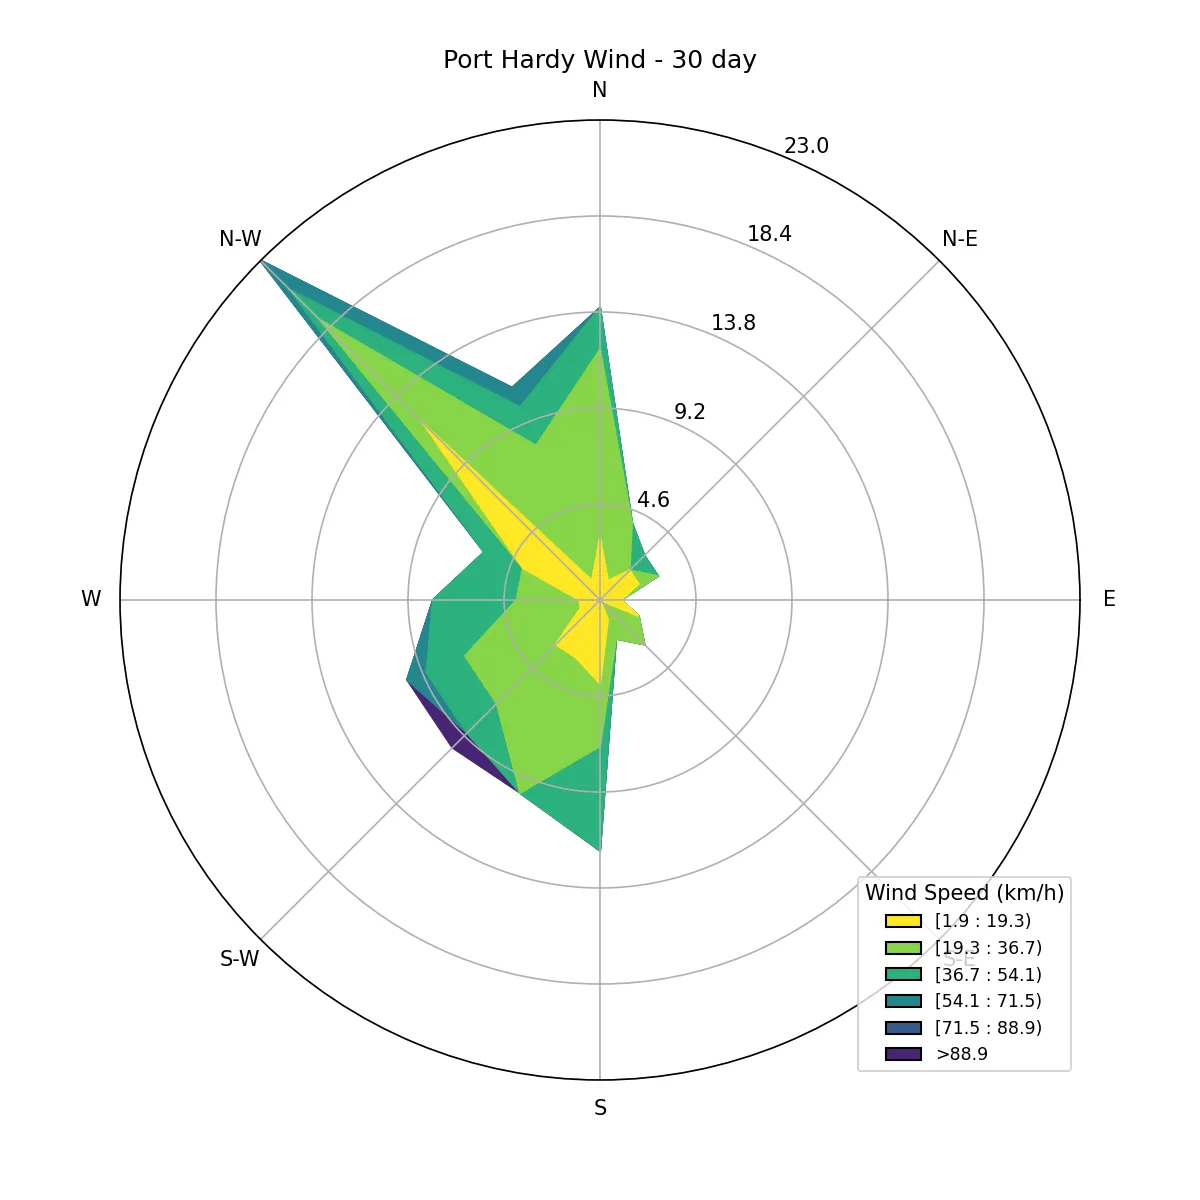 Port Hardy Wind - 30 day
N
23.0
N-W
18.4
N-E
13.8
9.2
4.6
W
E
S-W
S-E
S
Wind Speed (km/h)
[1.9 : 19.3)
[19.3 : 36.7)
[36.7 : 54.1)
[54.1 : 71.5)
[71.5 : 88.9)
>88.9